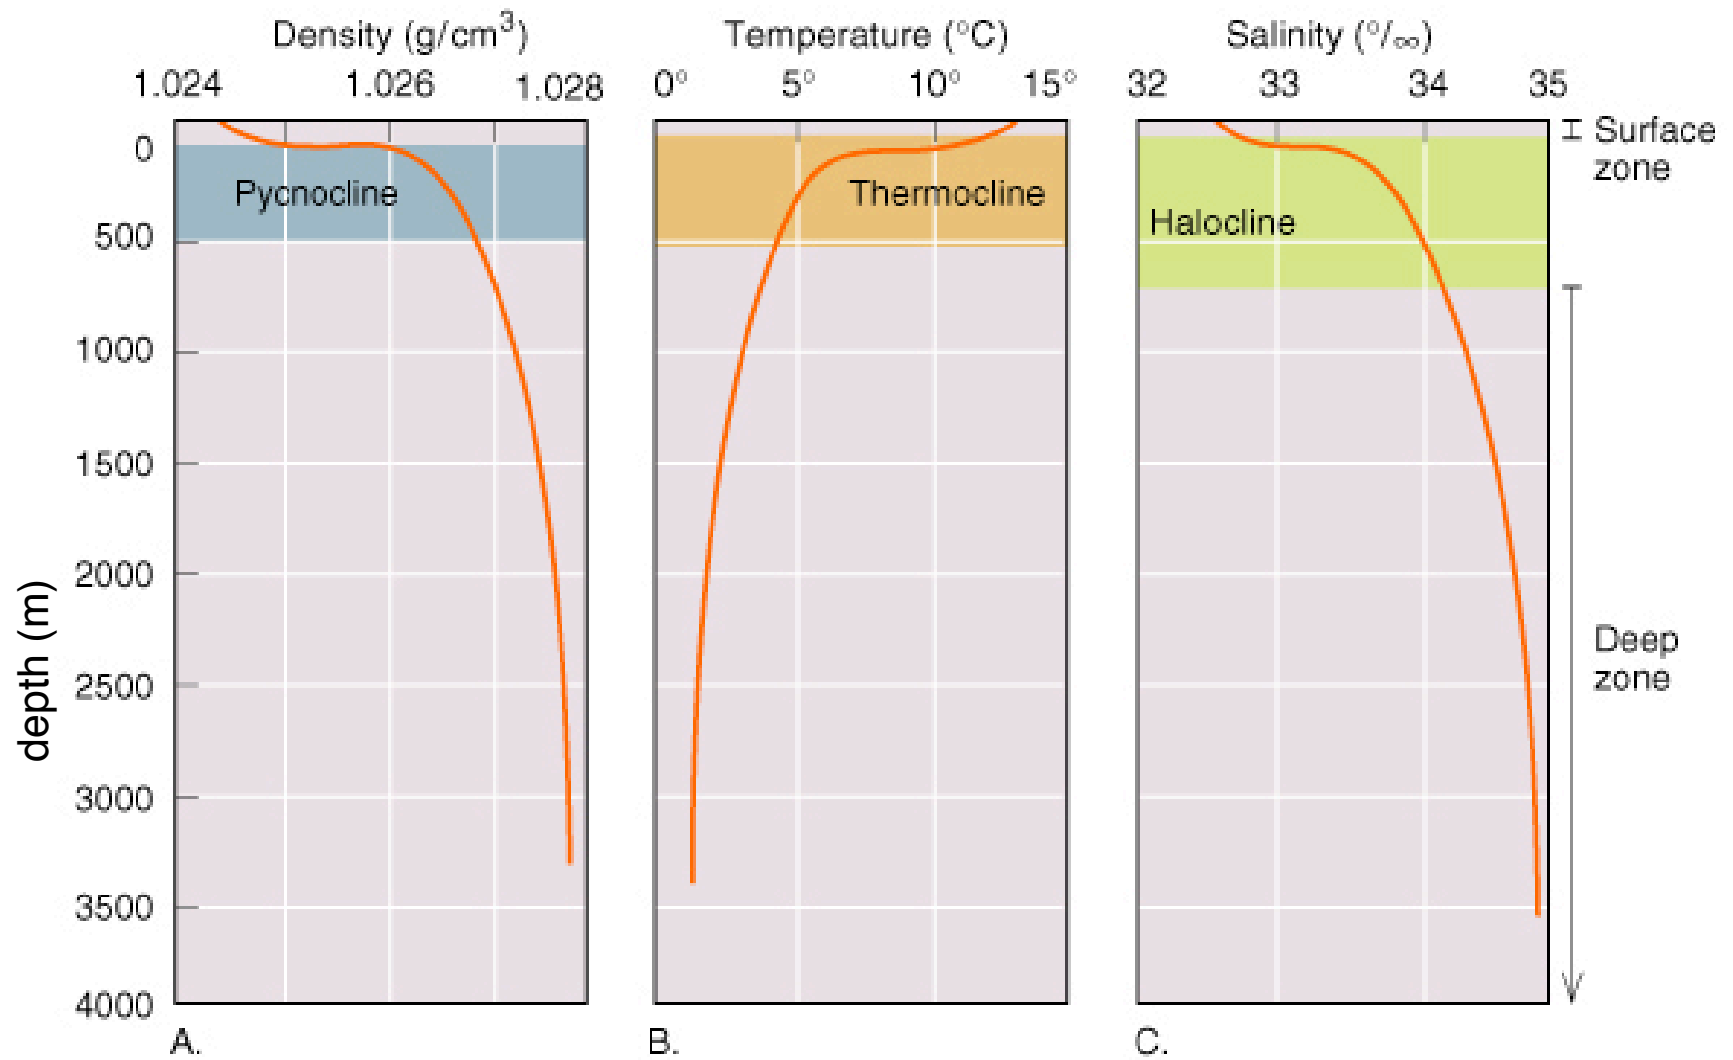 Density (g/cm³)
1.024 1.026 1.028
Temperature (°C)
0° 5° 10° 15°
Salinity (°/∞)
32 33 34 35
0
500
1000
1500
2000
2500
3000
3500
4000
depth (m)
Pycnocline
Thermocline
Halocline
Surface
zone
Deep
zone
A.
B.
C.